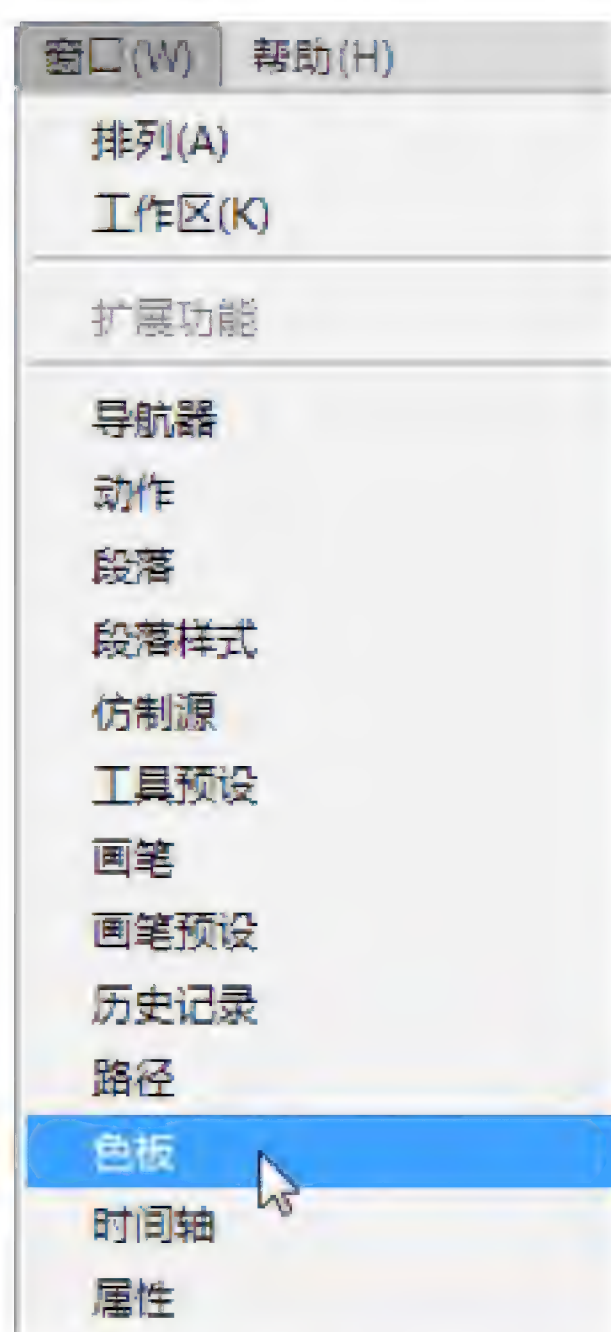 窗口(W) 帮助(H)
排列(A)
工作区(K)
扩展功能
导航器
动作
段落
段落样式
仿制源
工具预设
画笔
画笔预设
历史记录
路径
色板
时间轴
属性